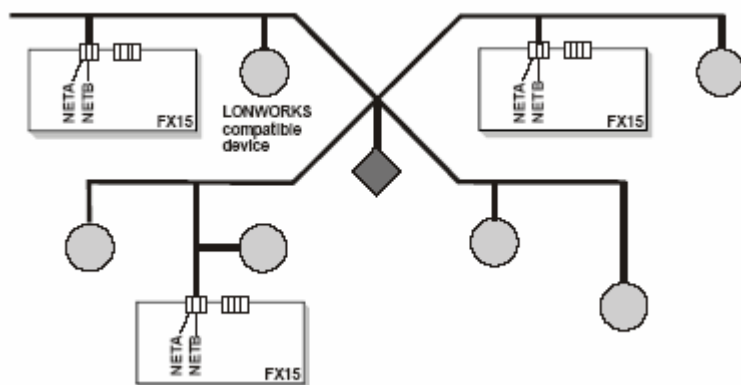 NETA
NETB
FX15
LONWORKS
compatible
device
NETA
NETB
FX15
NETA
NETB
FX15